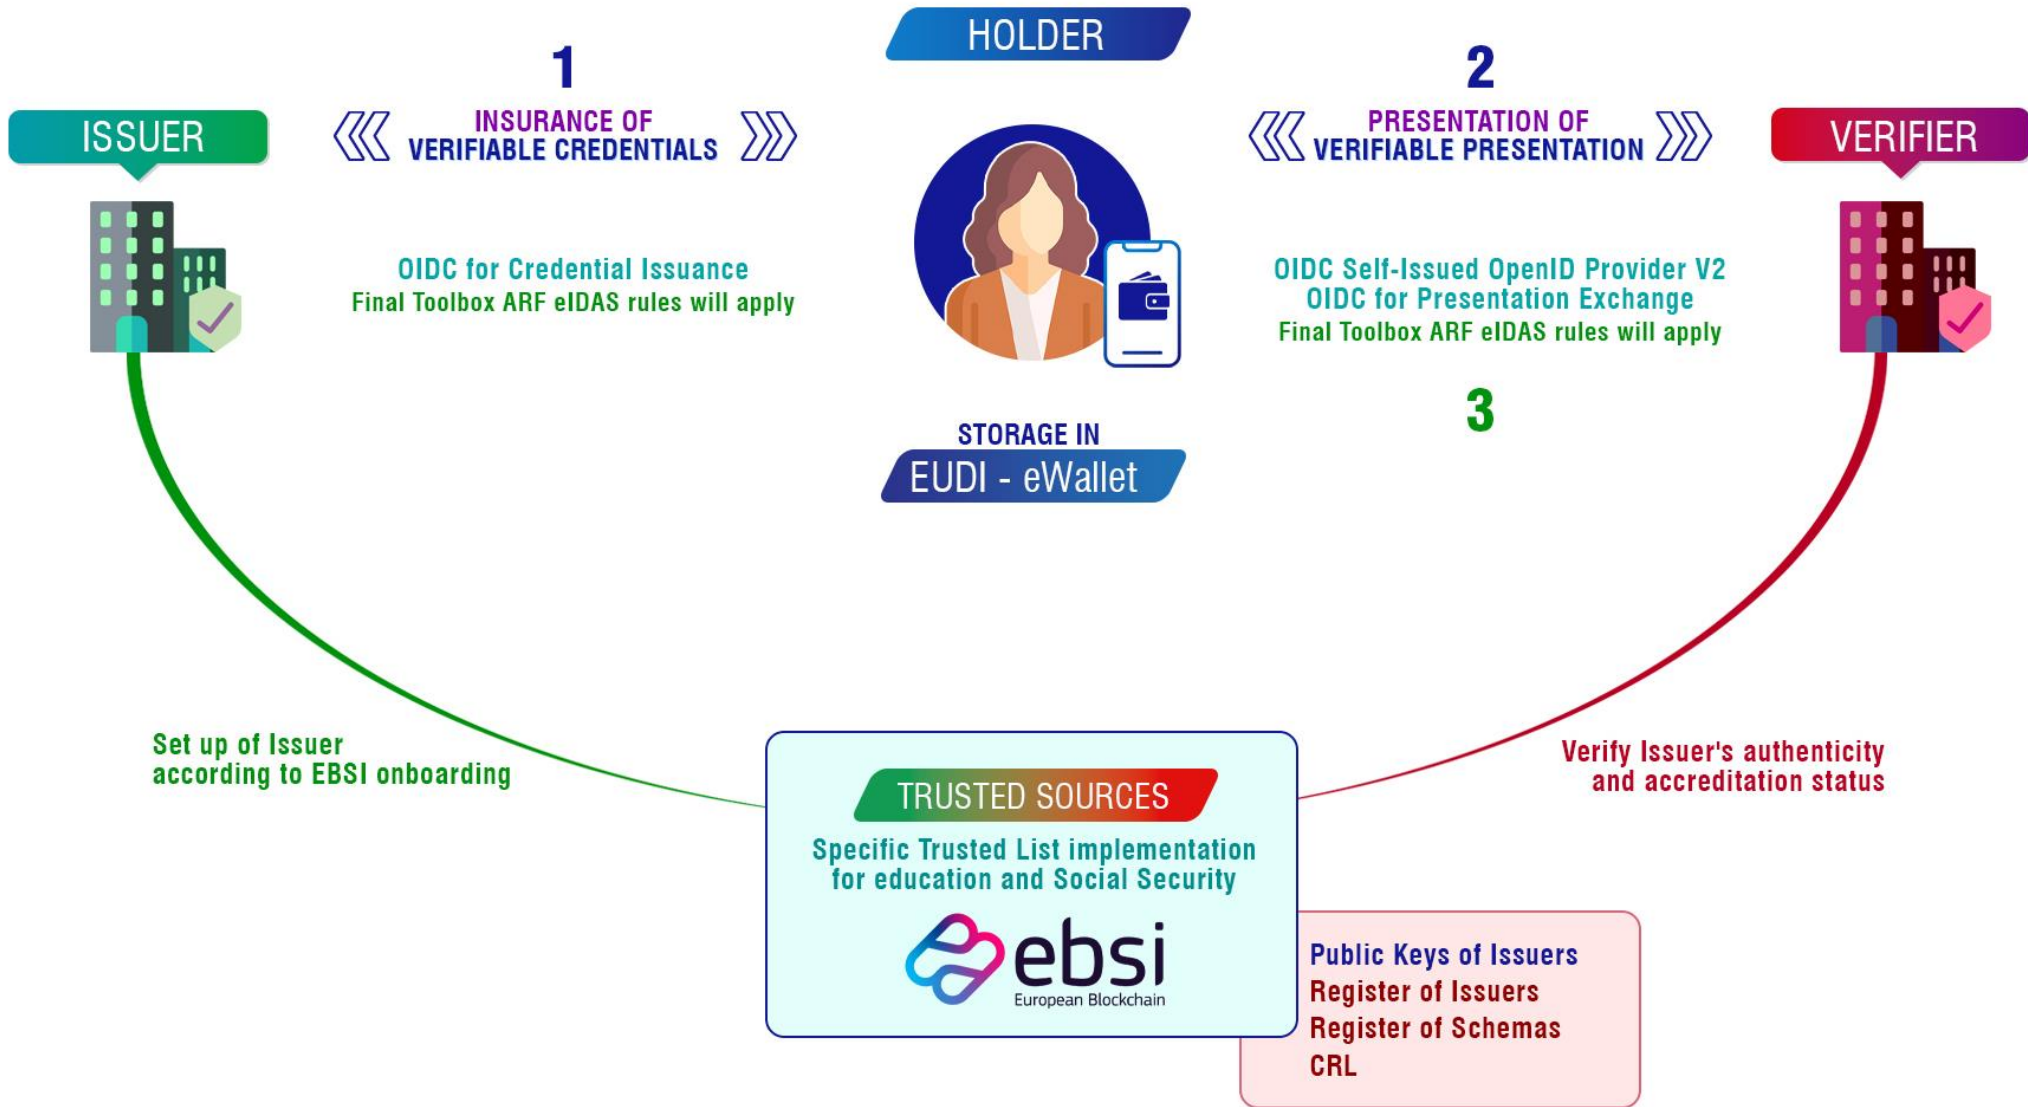 HOLDER
1
INSURANCE OF
VERIFIABLE CREDENTIALS
2
PRESENTATION OF
VERIFIABLE PRESENTATION
ISSUER
VERIFIER
OIDC for Credential Issuance
Final Toolbox ARF eIDAS rules will apply
OIDC Self-Issued OpenID Provider V2
OIDC for Presentation Exchange
Final Toolbox ARF eIDAS rules will apply
3
STORAGE IN
EUDI - eWallet
Set up of Issuer
according to EBSI onboarding
Verify Issuer's authenticity
and accreditation status
TRUSTED SOURCES
Specific Trusted List implementation
for education and Social Security
ebsi
European Blockchain
Public Keys of Issuers
Register of Issuers
Register of Schemas
CRL